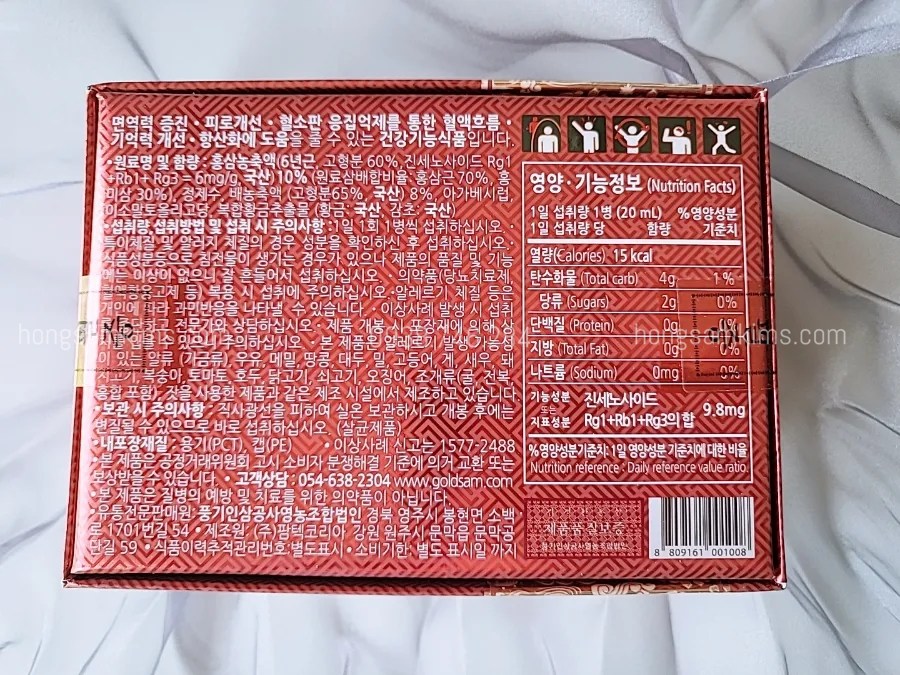 면역력 증진 · 피로개선 · 혈소판 응집억제를 통한 혈액흐름 ·
기억력 개선 · 항산화에 도움을 줄 수 있는 건강기능식품입니다.
• 원료명 및 함량 : 홍삼농축액(6년근, 고형분 60%, 진세노사이드 Rg1
+Rb1+ Rg3 = 6mg/g, 국산) 10% (원료삼배합비율: 홍삼근 70%, 홍
미삼 30%), 정제수, 배농축액 (고형분65%, 국산) 8%, 아가베시럽,
이소말토올리고당, 복합황금추출물 (황금: 국산, 감초: 국산)
• 섭취량, 섭취방법 및 섭취 시 주의사항 : 1일 1회 1병씩 섭취하십시오. ·
특이체질 및 알러지 체질의 경우 성분을 확인하신 후 섭취하십시오. ·
식품성분등으로 침전물이 생기는 경우가 있으나 제품의 품질 및 기능
에는 이상이 없으니 잘 흔들어서 섭취하십시오. · 의약품(당뇨치료제,
혈액항응고제 등) 복용 시 섭취에 주의하십시오. · 알레르기 체질 등은
개인에 따라 과민반응을 나타낼 수 있습니다. · 이상사례 발생 시 섭취
전문가와 상담하십시오. · 제품 개봉 시 포장재에 의해 상
주의하십시오. · 본 제품은 알레르기 발생 가능성
이 있는 알류 (가금류), 우유, 메밀, 땅콩, 대두, 밀, 고등어, 게, 새우, 돼
지고기, 복숭아, 토마토, 호두, 닭고기, 쇠고기, 오징어, 조개류(굴, 전복,
홍합 포함), 잣을 사용한 제품과 같은 제조 시설에서 제조하고 있습니다.
• 보관 시 주의사항 : 직사광선을 피하여 실온 보관하시고 개봉 후에는
변질될 수 있으므로 바로 섭취하십시오. (살균제품)
• 내포장재질 : 용기(PCT), 캡(PE) • 이상사례 신고는 1577-2488
• 본 제품은 공정거래위원회 고시 소비자 분쟁해결 기준에 의거 교환 또는
보상받을 수 있습니다. • 고객상담 : 054-638-2304 www.goldsam.com
• 본 제품은 질병의 예방 및 치료를 위한 의약품이 아닙니다.
• 유통전문판매원: 풍기인삼공사영농조합법인 경북 영주시 봉현면 소백
로 1701번길 54 • 제조원: (주)팜텍코리아 강원 원주시 문막읍 문막공
단길 59 • 식품이력추적관리번호:별도표시 • 소비기한: 별도 표시일 까지
영양·기능정보 (Nutrition Facts)
1일 섭취량 1병 (20 mL) %영양성분
1일 섭취량 당 함량 기준치
열량(Calories) 15 kcal
탄수화물 (Total carb) 4g 1%
당류 (Sugars) 2g 0%
단백질 (Protein) 0g 0%
지방 (Total Fat) 0g 0%
나트륨 (Sodium) 0mg 0%
기능성분 또는 지표성분 진세노사이드 Rg1+Rb1+Rg3의 합 9.8mg
%영양성분기준치: 1일 영양성분 기준치에 대한 비율
Nutrition reference : Daily reference value ratio.
제품품질보증
풍기인삼공사영농조합법인
8 809161 001008
hongsamkims.com